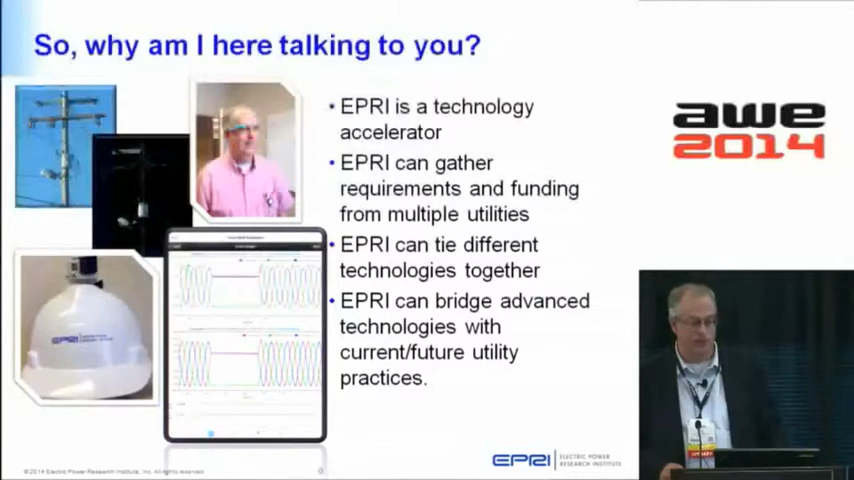 So, why am I here talking to you?
• EPRI is a technology
accelerator
• EPRI can gather
requirements and funding
from multiple utilities
• EPRI can tie different
technologies together
• EPRI can bridge advanced
technologies with
current/future utility
practices.
awe
2014
EPRI
©2014 Electric Power Research Institute, Inc. All rights reserved.
EPRI | ELECTRIC POWER
RESEARCH INSTITUTE